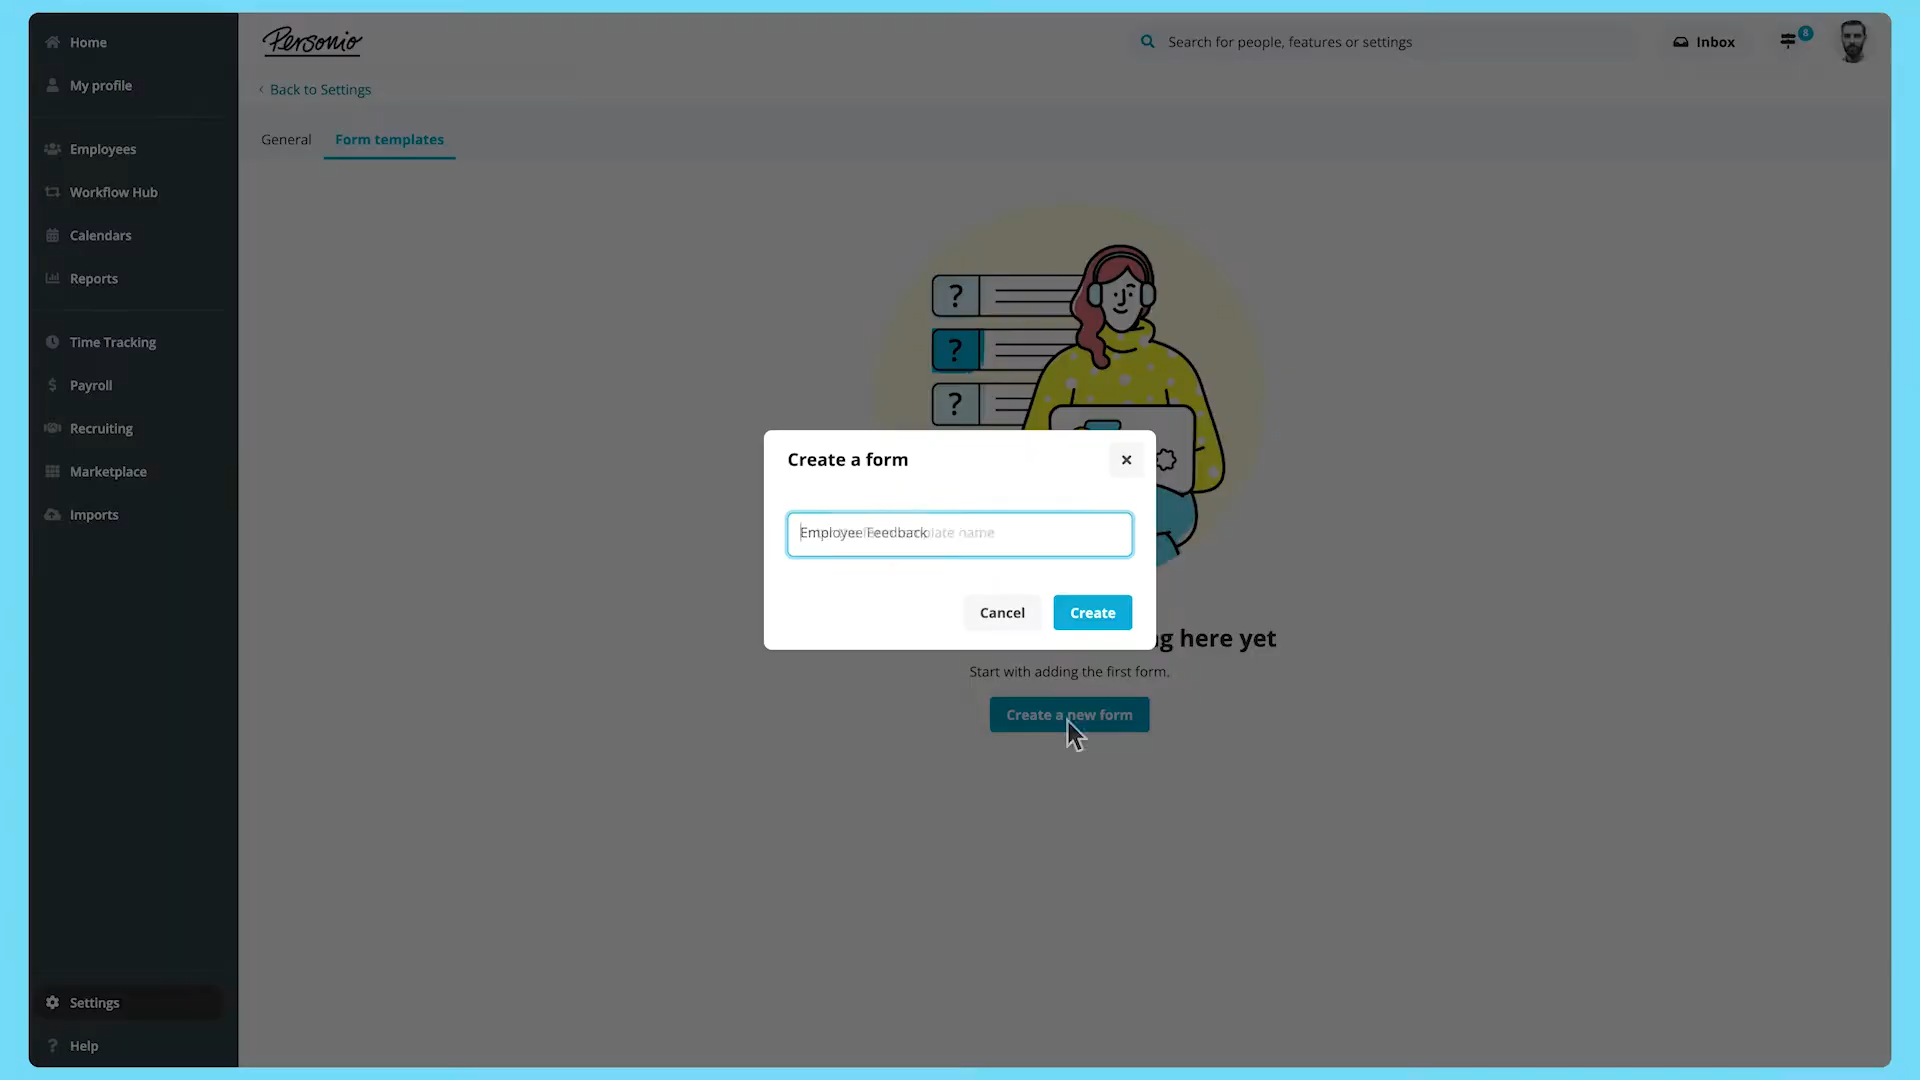 Home
My profile
Employees
Workflow Hub
Calendars
Reports
Time Tracking
Payroll
Recruiting
Marketplace
Imports
Settings
Help
Personio
Search for people, features or settings
Inbox
8
Back to Settings
General
Form templates
?
?
?
Create a form
Employee Feedback
name
Cancel
Create
g here yet
Start with adding the first form.
Create a new form